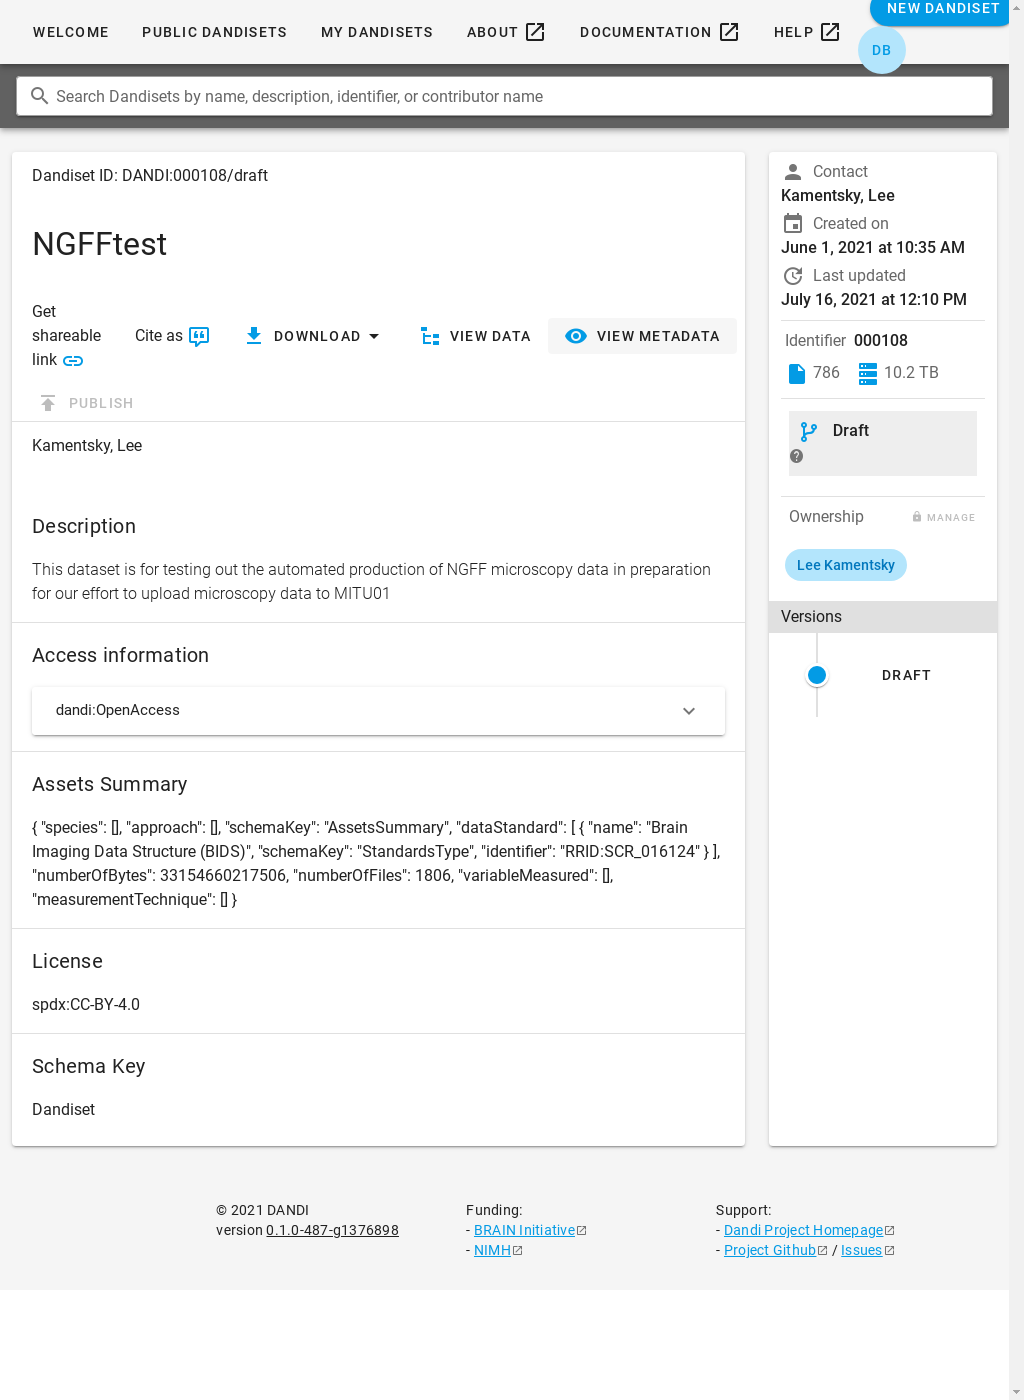 WELCOME PUBLIC DANDISETS MY DANDISETS ABOUT DOCUMENTATION HELP NEW DANDISET
DB
Search Dandisets by name, description, identifier, or contributor name
Dandiset ID: DANDI:000108/draft
NGFFtest
Get
shareable
link
Cite as DOWNLOAD VIEW DATA VIEW METADATA
PUBLISH
Kamentsky, Lee
Description
This dataset is for testing out the automated production of NGFF microscopy data in preparation
for our effort to upload microscopy data to MITU01
Access information
dandi:OpenAccess
Assets Summary
{ "species": [], "approach": [], "schemaKey": "AssetsSummary", "dataStandard": [ { "name": "Brain
Imaging Data Structure (BIDS)", "schemaKey": "StandardsType", "identifier": "RRID:SCR_016124" } ],
"numberOfBytes": 33154660217506, "numberOfFiles": 1806, "variableMeasured": [],
"measurementTechnique": [] }
License
spdx:CC-BY-4.0
Schema Key
Dandiset
Contact
Kamentsky, Lee
Created on
June 1, 2021 at 10:35 AM
Last updated
July 16, 2021 at 12:10 PM
Identifier 000108
786 10.2 TB
Draft
Ownership MANAGE
Lee Kamentsky
Versions
DRAFT
© 2021 DANDI
version 0.1.0-487-g1376898
Funding:
- BRAIN Initiative
- NIMH
Support:
- Dandi Project Homepage
- Project Github / Issues